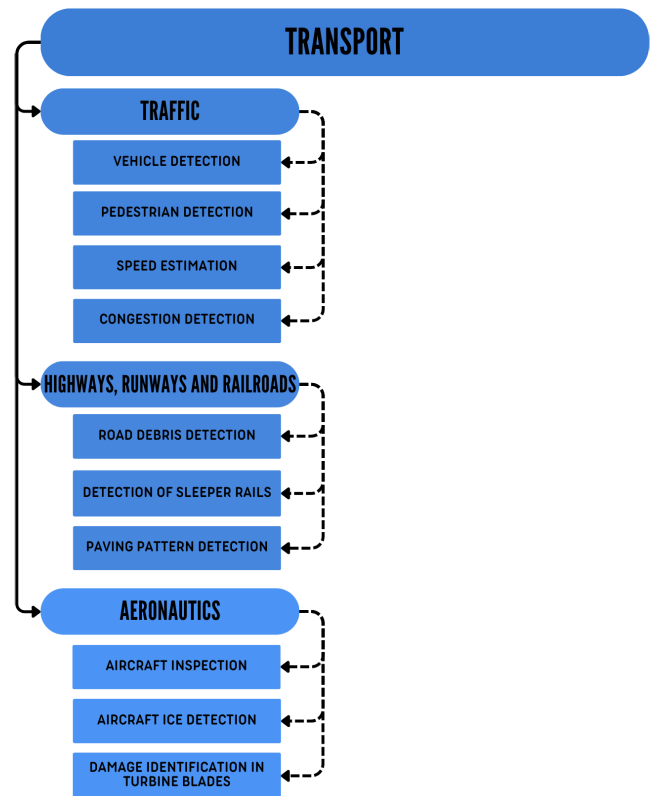 TRANSPORT
TRAFFIC
VEHICLE DETECTION
PEDESTRIAN DETECTION
SPEED ESTIMATION
CONGESTION DETECTION
HIGHWAYS, RUNWAYS AND RAILROADS
ROAD DEBRIS DETECTION
DETECTION OF SLEEPER RAILS
PAVING PATTERN DETECTION
AERONAUTICS
AIRCRAFT INSPECTION
AIRCRAFT ICE DETECTION
DAMAGE IDENTIFICATION IN
TURBINE BLADES